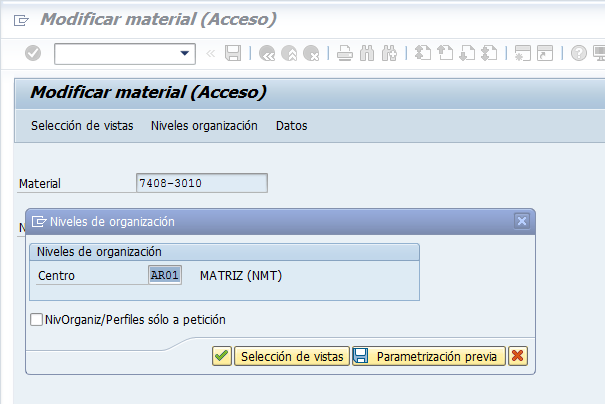 Modificar material (Acceso)
Modificar material (Acceso)
Selección de vistas Niveles organización Datos
Material 7408-3010
N
Niveles de organización
Niveles de organización
Centro AR01 MATRIZ (NMT)
NivOrganiz/Perfiles sólo a petición
Selección de vistas Parametrización previa